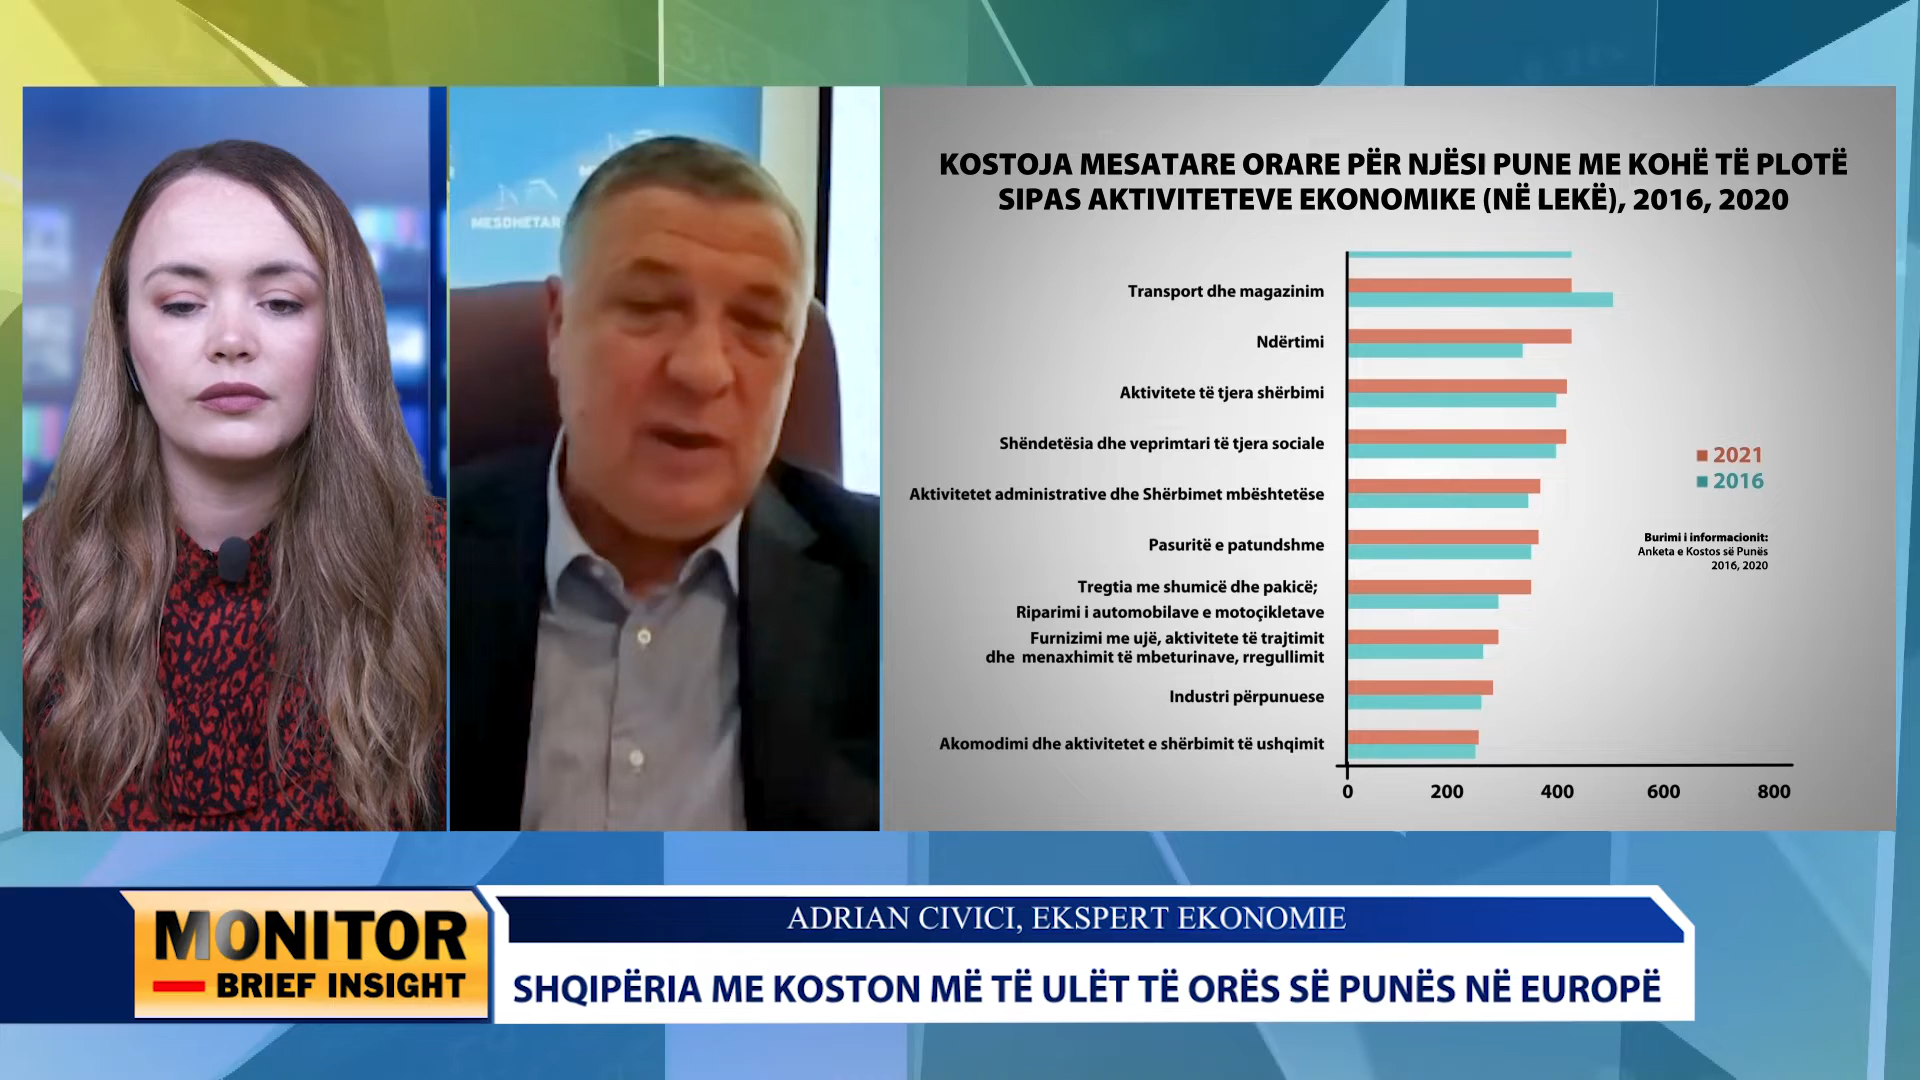 MESDHETAR
KOSTOJA MESATARE ORARE PËR NJËSI PUNE ME KOHË TË PLOTË
SIPAS AKTIVITETEVE EKONOMIKE (NË LEKË), 2016, 2020
Transport dhe magazinim
Ndërtimi
Aktivitete të tjera shërbimi
Shëndetësia dhe veprimtari të tjera sociale
Aktivitetet administrative dhe Shërbimet mbështetëse
Pasuritë e patundshme
Tregtia me shumicë dhe pakicë;
Riparimi i automobilave e motoçikletave
Furnizimi me ujë, aktivitete të trajtimit
dhe menaxhimit të mbeturinave, rregullimit
Industri përpunuese
Akomodimi dhe aktivitetet e shërbimit të ushqimit
0 200 400 600 800
2021
2016
Burimi i informacionit:
Anketa e Kostos së Punës
2016, 2020
MONITOR
BRIEF INSIGHT
ADRIAN CIVICI, EKSPERT EKONOMIE
SHQIPËRIA ME KOSTON MË TË ULËT TË ORËS SË PUNËS NË EUROPË